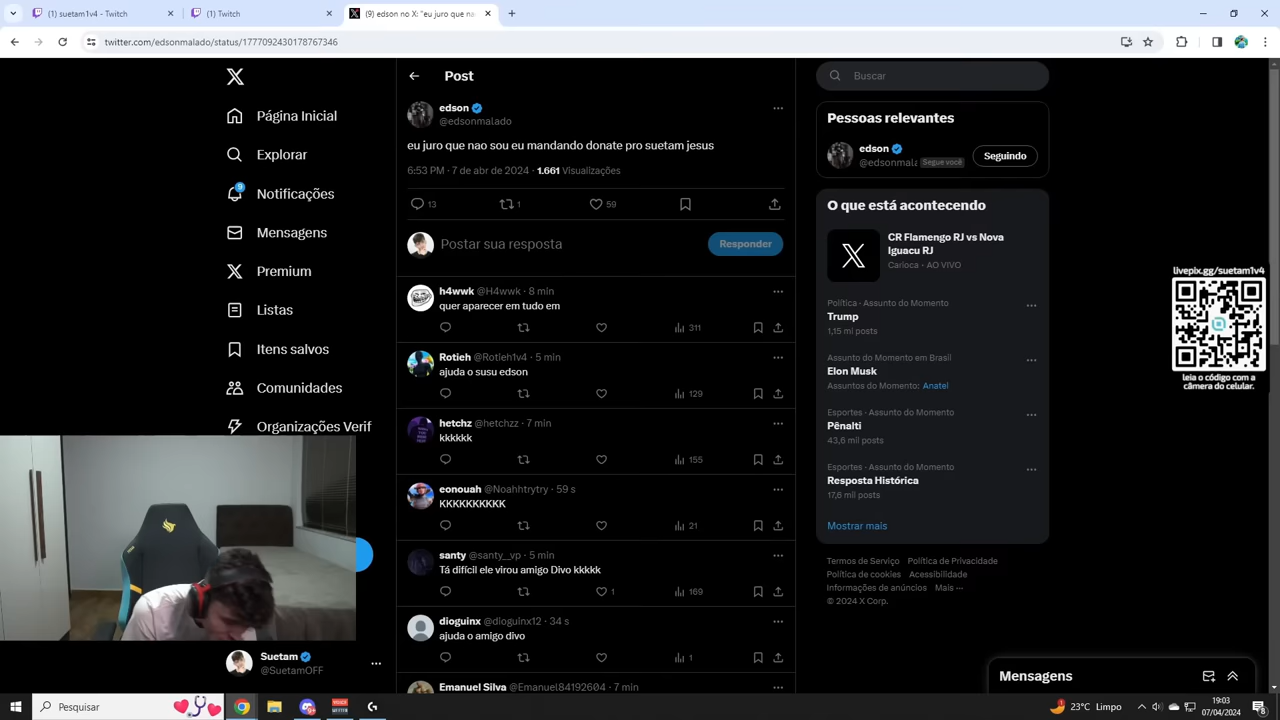 (1) suetam1v4 - Twitch
(1) Twitch
(9) edson no X: "eu juro que na
twitter.com/edsonmalado/status/1777092430178767346
Página Inicial
Explorar
9
Notificações
Mensagens
Premium
Listas
Itens salvos
Comunidades
Organizações Verif
Suetam
@SuetamOFF
Post
edson
@edsonmalado
eu juro que nao sou eu mandando donate pro suetam jesus
6:53 PM · 7 de abr de 2024 · 1.661 Visualizações
13
1
59
Postar sua resposta
Responder
h4wwk @H4wwk · 8 min
quer aparecer em tudo em
311
Rotieh @Rotieh1v4 · 5 min
ajuda o susu edson
129
hetchz @hetchzz · 7 min
kkkkkk
155
eonouah @Noahhtrytry · 59 s
KKKKKKKKKK
21
santy @santy__vp · 5 min
Tá difícil ele virou amigo Divo kkkkk
1
169
dioguinx @dioguinx12 · 34 s
ajuda o amigo divo
1
Emanuel Silva @Emanuel84192604 · 7 min
Buscar
Pessoas relevantes
edson
@edsonmala
Segue você
Seguindo
O que está acontecendo
CR Flamengo RJ vs Nova
Iguacu RJ
Carioca · AO VIVO
Política · Assunto do Momento
Trump
1,15 mi posts
Assunto do Momento em Brasil
Elon Musk
Assuntos do Momento: Anatel
Esportes · Assunto do Momento
Pênalti
43,6 mil posts
Esportes · Assunto do Momento
Resposta Histórica
17,6 mil posts
Mostrar mais
Termos de Serviço Política de Privacidade
Política de cookies Acessibilidade
Informações de anúncios Mais ···
© 2024 X Corp.
livepix.gg/suetam1v4
leia o código com a
câmera do celular.
Mensagens
Pesquisar
23°C Limpo
19:03
07/04/2024
8